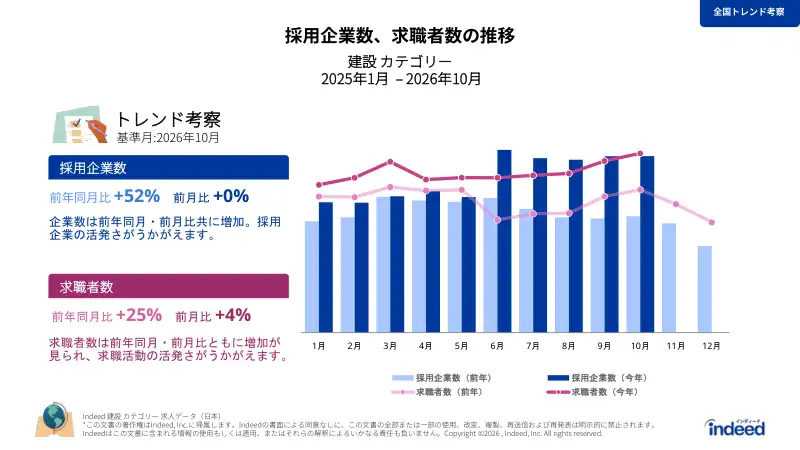 全国トレンド考察
採用企業数、求職者数の推移
建設 カテゴリー
2025年1月 – 2026年10月
トレンド考察
基準月:2026年10月
採用企業数
前年同月比 +52% 前月比 +0%
企業数は前年同月・前月比共に増加。採用
企業の活発さがうかがえます。
求職者数
前年同月比 +25% 前月比 +4%
求職者数は前年同月・前月比ともに増加が
見られ、求職活動の活発さがうかがえます。
1月 2月 3月 4月 5月 6月 7月 8月 9月 10月 11月 12月
採用企業数（前年） 採用企業数（今年）
求職者数（前年） 求職者数（今年）
Indeed 建設 カテゴリー 求人データ（日本）
*この文書の著作権はIndeed, Inc.に帰属します。Indeedの書面による同意なしに、この文書の全部または一部の使用、改変、複製、再送信および再発表は明示的に禁止されます。
Indeedはこの文書に含まれる情報の使用もしくは適用、またはそれらの解釈によるいかなる責任も負いません。Copyright ©2026 , Indeed, Inc. All rights reserved.
インディード
indeed